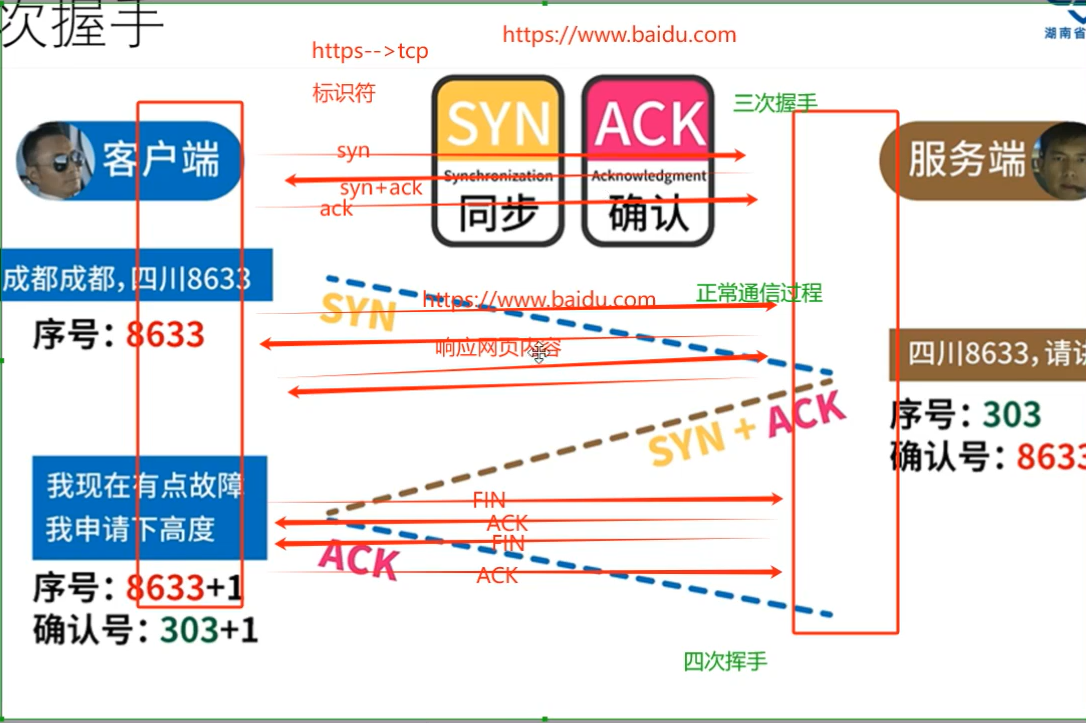 次握手
https://www.baidu.com
https-->tcp
标识符
湖南省
SYN
Synchronization
同步
ACK
Acknowledgment
确认
三次握手
客户端
服务端
syn
syn+ack
ack
成都成都，四川8633
序号：8633
SYN
https://www.baidu.com
正常通信过程
响应网页内容
四川8633，请
序号：303
确认号：8633
SYN + ACK
我现在有点故障
我申请下高度
序号：8633+1
确认号：303+1
ACK
FIN
ACK
FIN
ACK
四次挥手